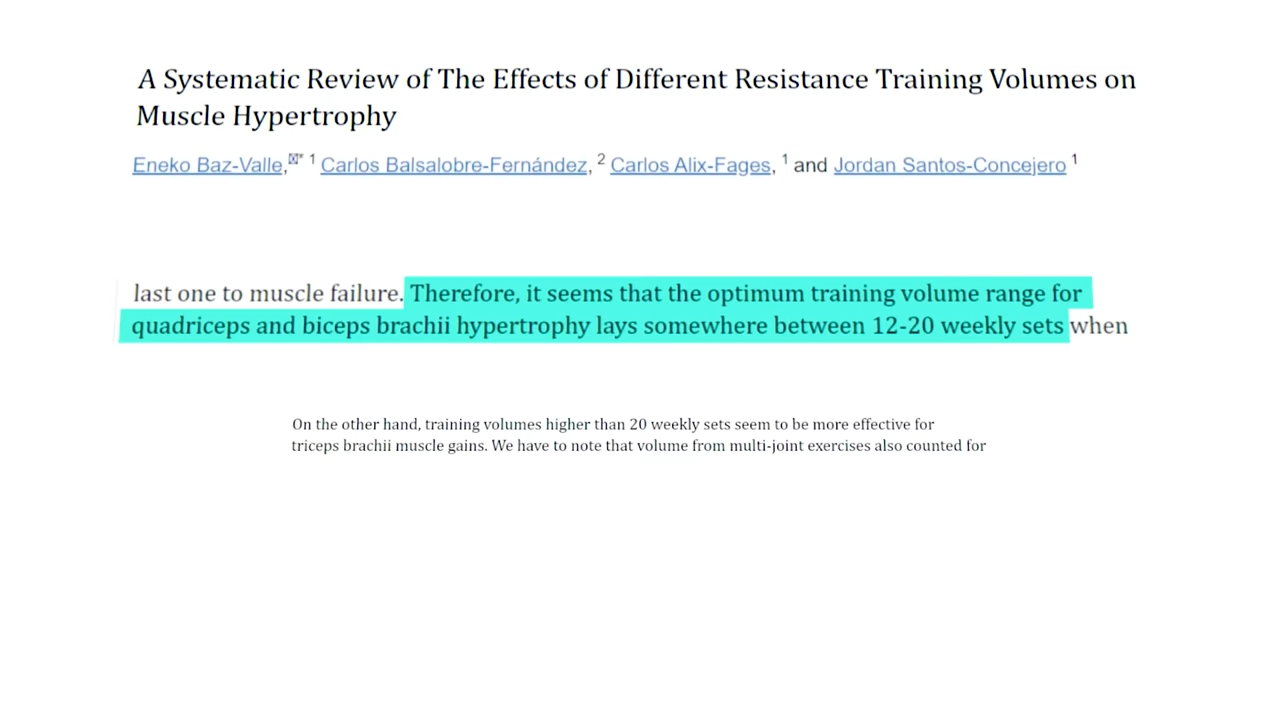 A Systematic Review of The Effects of Different Resistance Training Volumes on
Muscle Hypertrophy
Eneko Baz-Valle,* 1 Carlos Balsalobre-Fernández, 2 Carlos Alix-Fages, 1 and Jordan Santos-Concejero 1
last one to muscle failure. Therefore, it seems that the optimum training volume range for
quadriceps and biceps brachii hypertrophy lays somewhere between 12-20 weekly sets when
On the other hand, training volumes higher than 20 weekly sets seem to be more effective for
triceps brachii muscle gains. We have to note that volume from multi-joint exercises also counted for